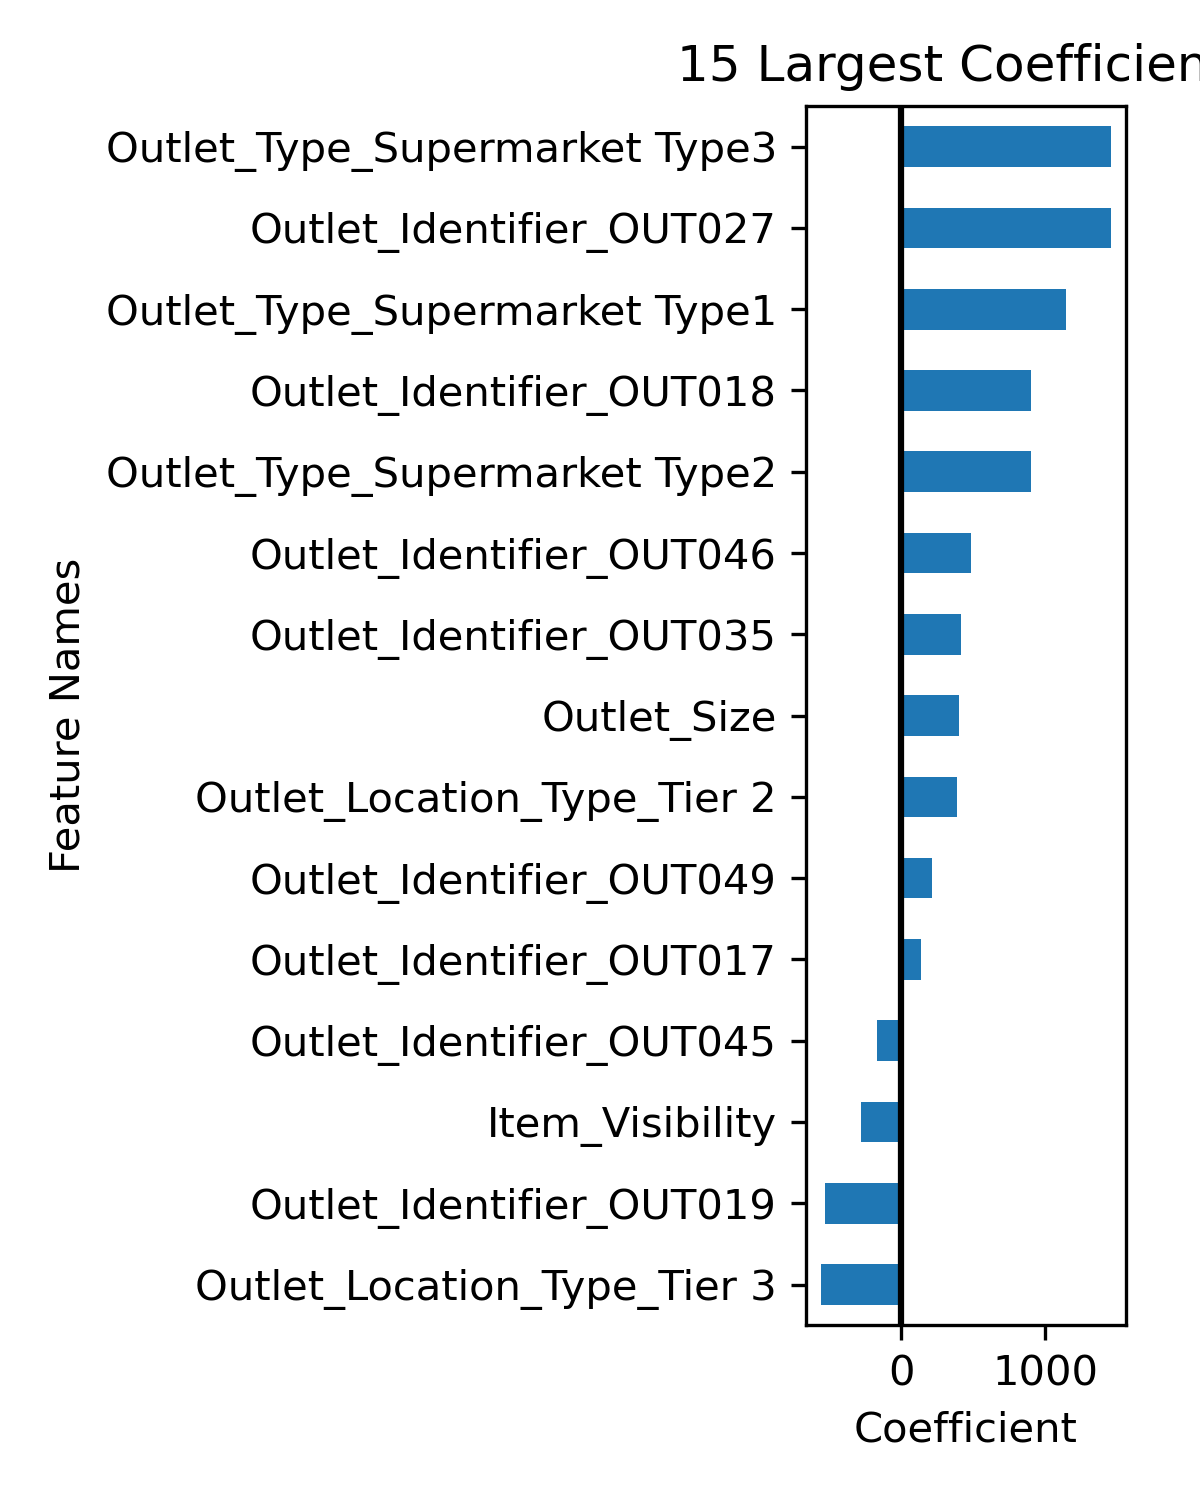 15 Largest Coefficien
Outlet_Type_Supermarket Type3
Outlet_Identifier_OUT027
Outlet_Type_Supermarket Type1
Outlet_Identifier_OUT018
Outlet_Type_Supermarket Type2
Outlet_Identifier_OUT046
Outlet_Identifier_OUT035
Outlet_Size
Outlet_Location_Type_Tier 2
Outlet_Identifier_OUT049
Outlet_Identifier_OUT017
Outlet_Identifier_OUT045
Item_Visibility
Outlet_Identifier_OUT019
Outlet_Location_Type_Tier 3
Feature Names
0 1000
Coefficient